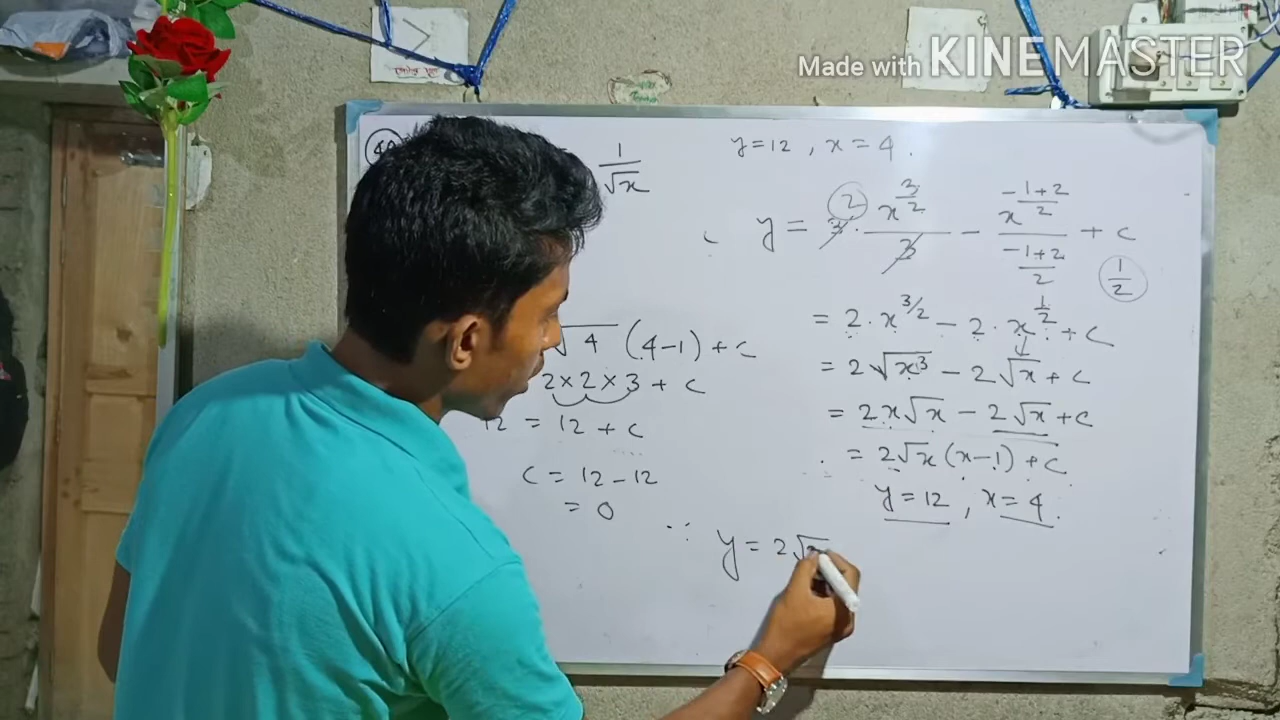 Made with KINEMASTER
y=12 , x=4.
1/√x
y = 3 · x^(3/2)/3 − x^((-1+2)/2)/((-1+2)/2) + c
2
1/2
= 2 · x^(3/2) − 2 · x^(1/2) + c
= 2√x³ − 2√x + c
= 2x√x − 2√x + c
= 2√x (x−1) + c
y=12 , x=4.
√4 (4−1) + c
2×2×3 + c
12 = 12 + c
c = 12 − 12
= 0
∵ y = 2√